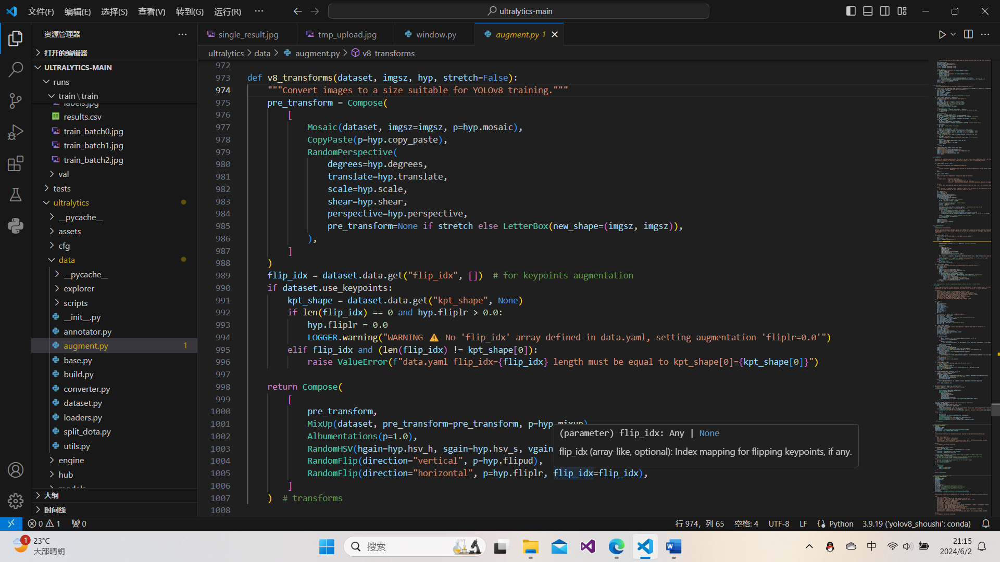 文件(F) 编辑(E) 选择(S) 查看(V) 转到(G) 运行(R) ··· ultralytics-main
资源管理器 ···
打开的编辑器
ULTRALYTICS-MAIN
runs
train\train
labels.jpg
results.csv
train_batch0.jpg
train_batch1.jpg
train_batch2.jpg
val
tests
ultralytics
__pycache__
assets
cfg
data
__pycache__
explorer
scripts
__init__.py
annotator.py
augment.py 1
base.py
build.py
converter.py
dataset.py
loaders.py
split_dota.py
utils.py
engine
hub
models
大纲
时间线
single_result.jpg tmp_upload.jpg window.py augment.py 1
ultralytics > data > augment.py > v8_transforms
972
973 def v8_transforms(dataset, imgsz, hyp, stretch=False):
974 """Convert images to a size suitable for YOLOv8 training."""
975 pre_transform = Compose(
976 [
977 Mosaic(dataset, imgsz=imgsz, p=hyp.mosaic),
978 CopyPaste(p=hyp.copy_paste),
979 RandomPerspective(
980 degrees=hyp.degrees,
981 translate=hyp.translate,
982 scale=hyp.scale,
983 shear=hyp.shear,
984 perspective=hyp.perspective,
985 pre_transform=None if stretch else LetterBox(new_shape=(imgsz, imgsz)),
986 ),
987 ]
988 )
989 flip_idx = dataset.data.get("flip_idx", []) # for keypoints augmentation
990 if dataset.use_keypoints:
991 kpt_shape = dataset.data.get("kpt_shape", None)
992 if len(flip_idx) == 0 and hyp.fliplr > 0.0:
993 hyp.fliplr = 0.0
994 LOGGER.warning("WARNING ⚠️ No 'flip_idx' array defined in data.yaml, setting augmentation 'fliplr=0.0'")
995 elif flip_idx and (len(flip_idx) != kpt_shape[0]):
996 raise ValueError(f"data.yaml flip_idx={flip_idx} length must be equal to kpt_shape[0]={kpt_shape[0]}")
997
998 return Compose(
999 [
1000 pre_transform,
1001 MixUp(dataset, pre_transform=pre_transform, p=hyp.mixup),
1002 Albumentations(p=1.0),
1003 RandomHSV(hgain=hyp.hsv_h, sgain=hyp.hsv_s, vgain
1004 RandomFlip(direction="vertical", p=hyp.flipud),
1005 RandomFlip(direction="horizontal", p=hyp.fliplr, flip_idx=flip_idx),
1006 ]
1007 ) # transforms
1008
(parameter) flip_idx: Any | None
flip_idx (array-like, optional): Index mapping for flipping keypoints, if any.
0 1 0 行 974，列 65 空格: 4 UTF-8 LF Python 3.9.19 ('yolov8_shoushi': conda)
1 23°C
大部晴朗
搜索
中
21:15
2024/6/2